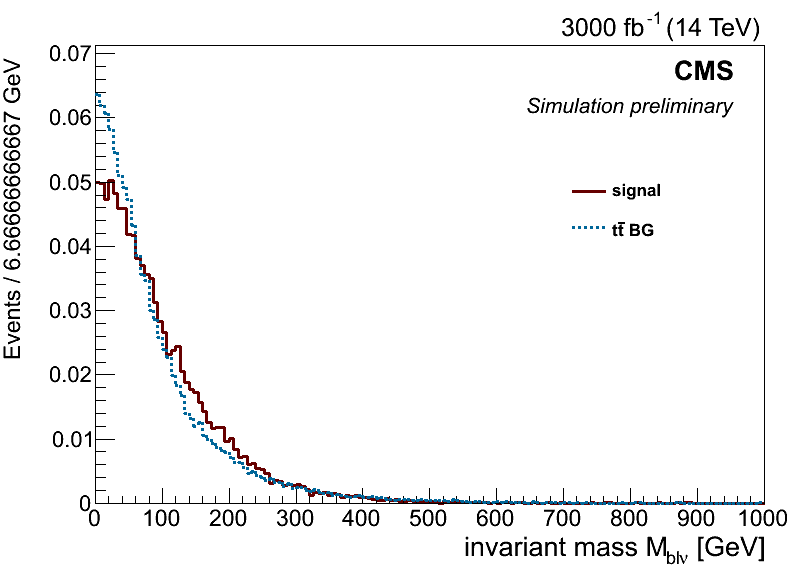 3000 fb⁻¹ (14 TeV)
CMS
Simulation preliminary
signal
tt̄ BG
Events / 6.66666666667 GeV
0.07
0.06
0.05
0.04
0.03
0.02
0.01
0
0 100 200 300 400 500 600 700 800 900 1000
invariant mass M_blν [GeV]